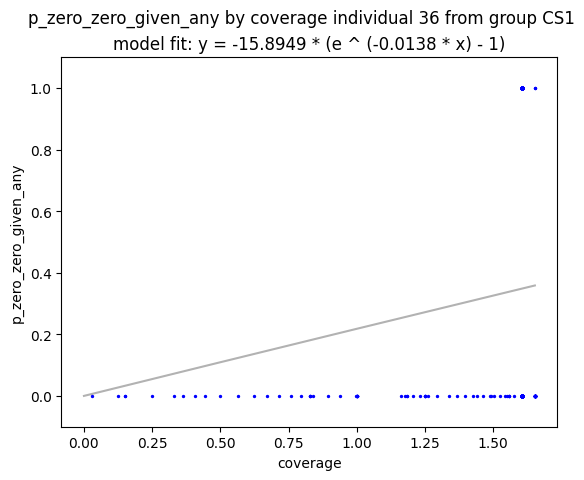 p_zero_zero_given_any by coverage individual 36 from group CS1
model fit: y = -15.8949 * (e ^ (-0.0138 * x) - 1)
1.0
0.8
0.6
0.4
0.2
0.0
p_zero_zero_given_any
0.00 0.25 0.50 0.75 1.00 1.25 1.50
coverage